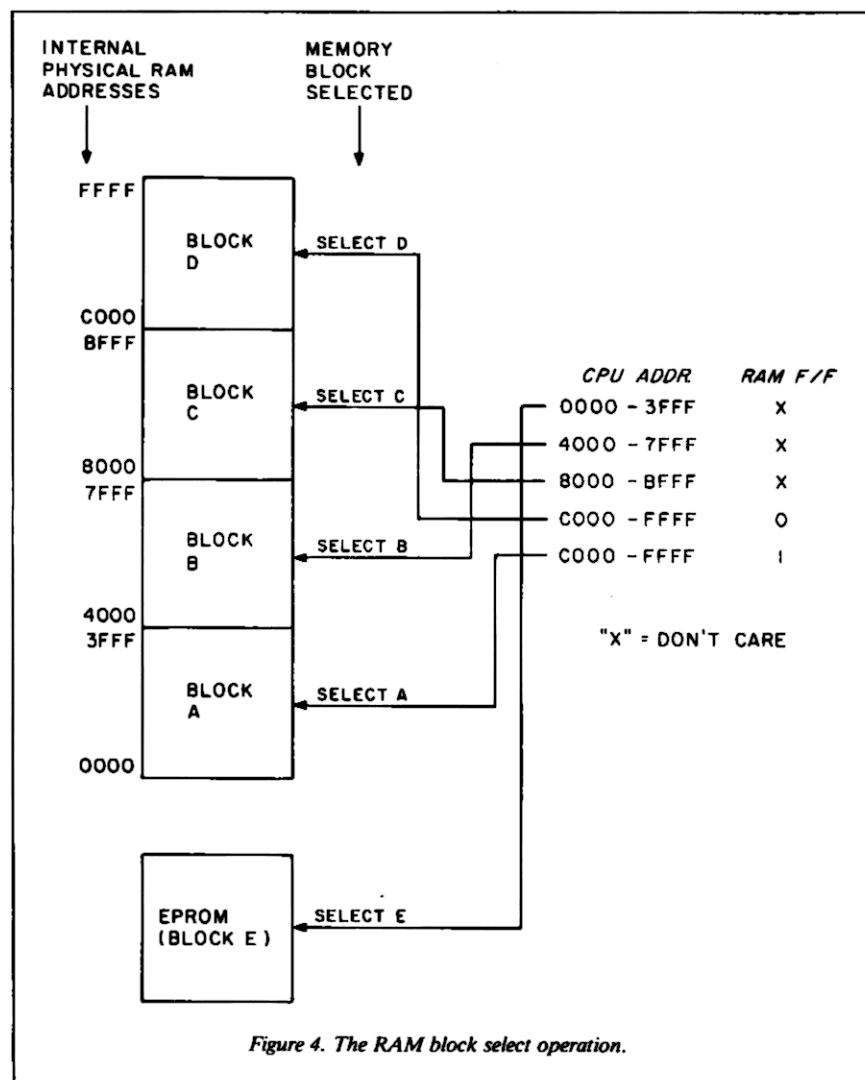 INTERNAL
PHYSICAL RAM
ADDRESSES
MEMORY
BLOCK
SELECTED
FFFF
BLOCK
D
SELECT D
C000
BFFF
BLOCK
C
SELECT C
8000
7FFF
BLOCK
B
SELECT B
4000
3FFF
BLOCK
A
SELECT A
0000
CPU ADDR. RAM F/F
0000 - 3FFF X
4000 - 7FFF X
8000 - BFFF X
C000 - FFFF 0
C000 - FFFF 1
"X" = DON'T CARE
EPROM
(BLOCK E)
SELECT E
Figure 4. The RAM block select operation.